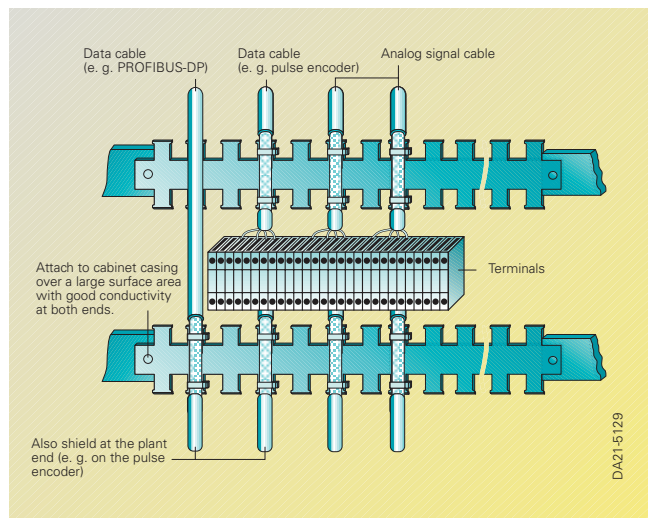 Data cable
(e. g. PROFIBUS-DP)
Data cable
(e. g. pulse encoder)
Analog signal cable
Attach to cabinet casing
over a large surface area
with good conductivity
at both ends.
Terminals
Also shield at the plant
end (e. g. on the pulse
encoder)
DA21-5129